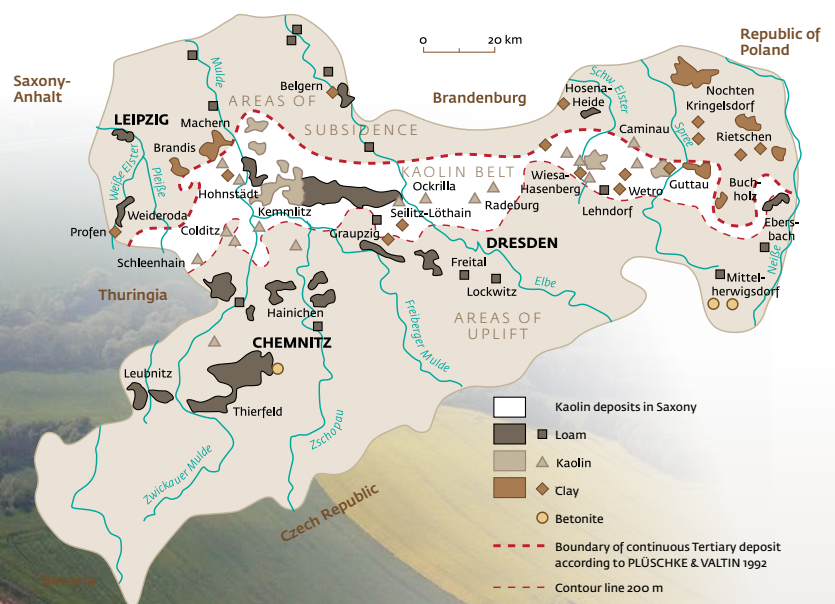 0 20 km
Republic of
Poland
Saxony-
Anhalt
Brandenburg
Thuringia
Czech Republic
Bavaria
AREAS OF
SUBSIDENCE
KAOLIN BELT
AREAS OF
UPLIFT
LEIPZIG
Machern
Brandis
Belgern
Mulde
Weiße Elster
Pleiße
Weideroda
Profen
Schleenhain
Colditz
Hohnstädt
Kemmlitz
Graupzig
Seilitz-Löthain
Ockrilla
Radeburg
DRESDEN
Freital
Lockwitz
Elbe
Freiberger Mulde
Hosena-
Heide
Schw. Elster
Spree
Nochten
Kringelsdorf
Rietschen
Caminau
Wiesa-
Hasenberg
Wetro
Guttau
Lehndorf
Buch-
holz
Ebers-
bach
Neiße
Mittel-
herwigsdorf
Hainichen
CHEMNITZ
Leubnitz
Thierfeld
Zschopau
Zwickauer Mulde
Kaolin deposits in Saxony
Loam
Kaolin
Clay
Betonite
Boundary of continuous Tertiary deposit
according to PLÜSCHKE & VALTIN 1992
Contour line 200 m